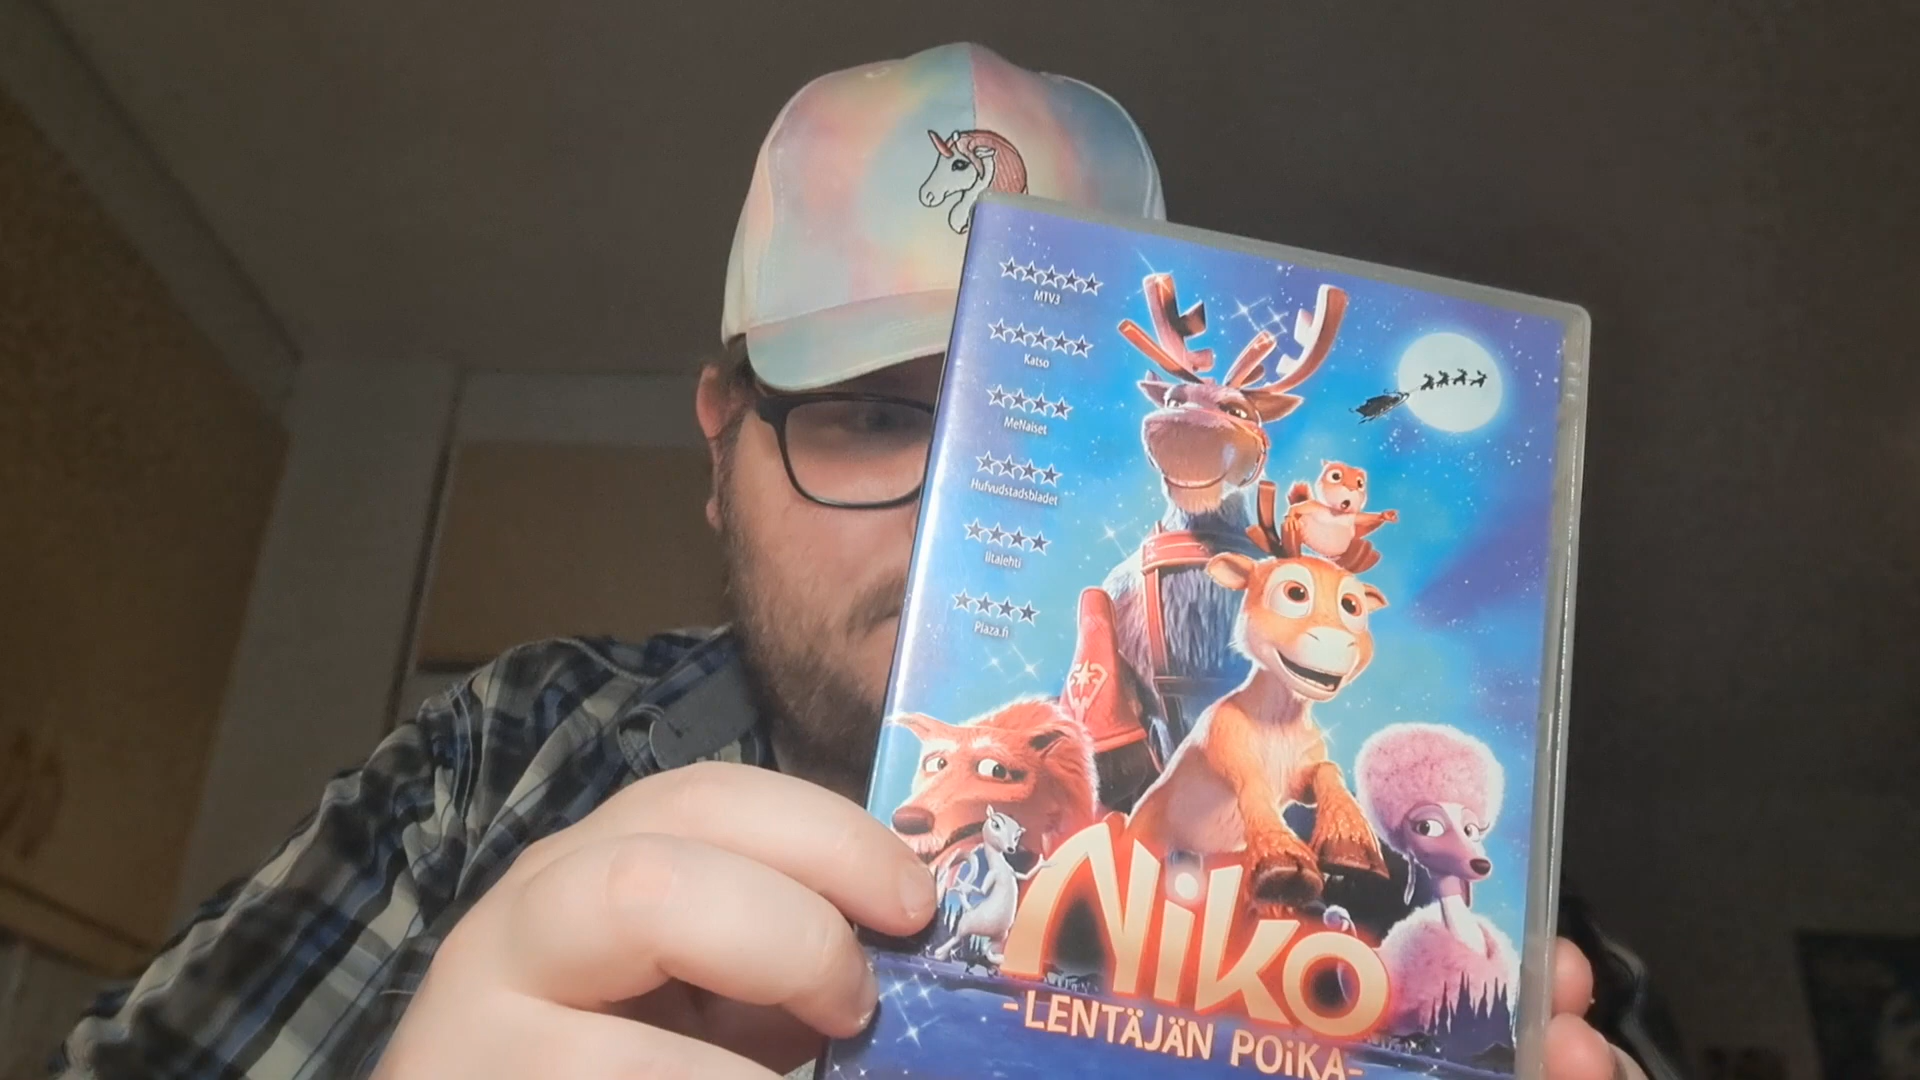 MTV3
Katso
MeNaiset
Hufvudstadsbladet
Iltalehti
Plaza.fi
Niko
-LENTÄJÄN POiKA-